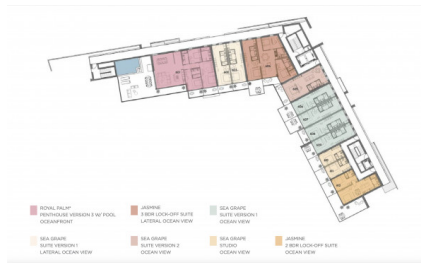 ROYAL PALM*
PENTHOUSE VERSION 3 W/ POOL
OCEANFRONT
JASMINE
3 BDR LOCK-OFF SUITE
LATERAL OCEAN VIEW
SEA GRAPE
SUITE VERSION 1
OCEAN VIEW
SEA GRAPE
SUITE VERSION 1
LATERAL OCEAN VIEW
SEA GRAPE
SUITE VERSION 2
OCEAN VIEW
SEA GRAPE
STUDIO
OCEAN VIEW
JASMINE
2 BDR LOCK-OFF SUITE
OCEAN VIEW